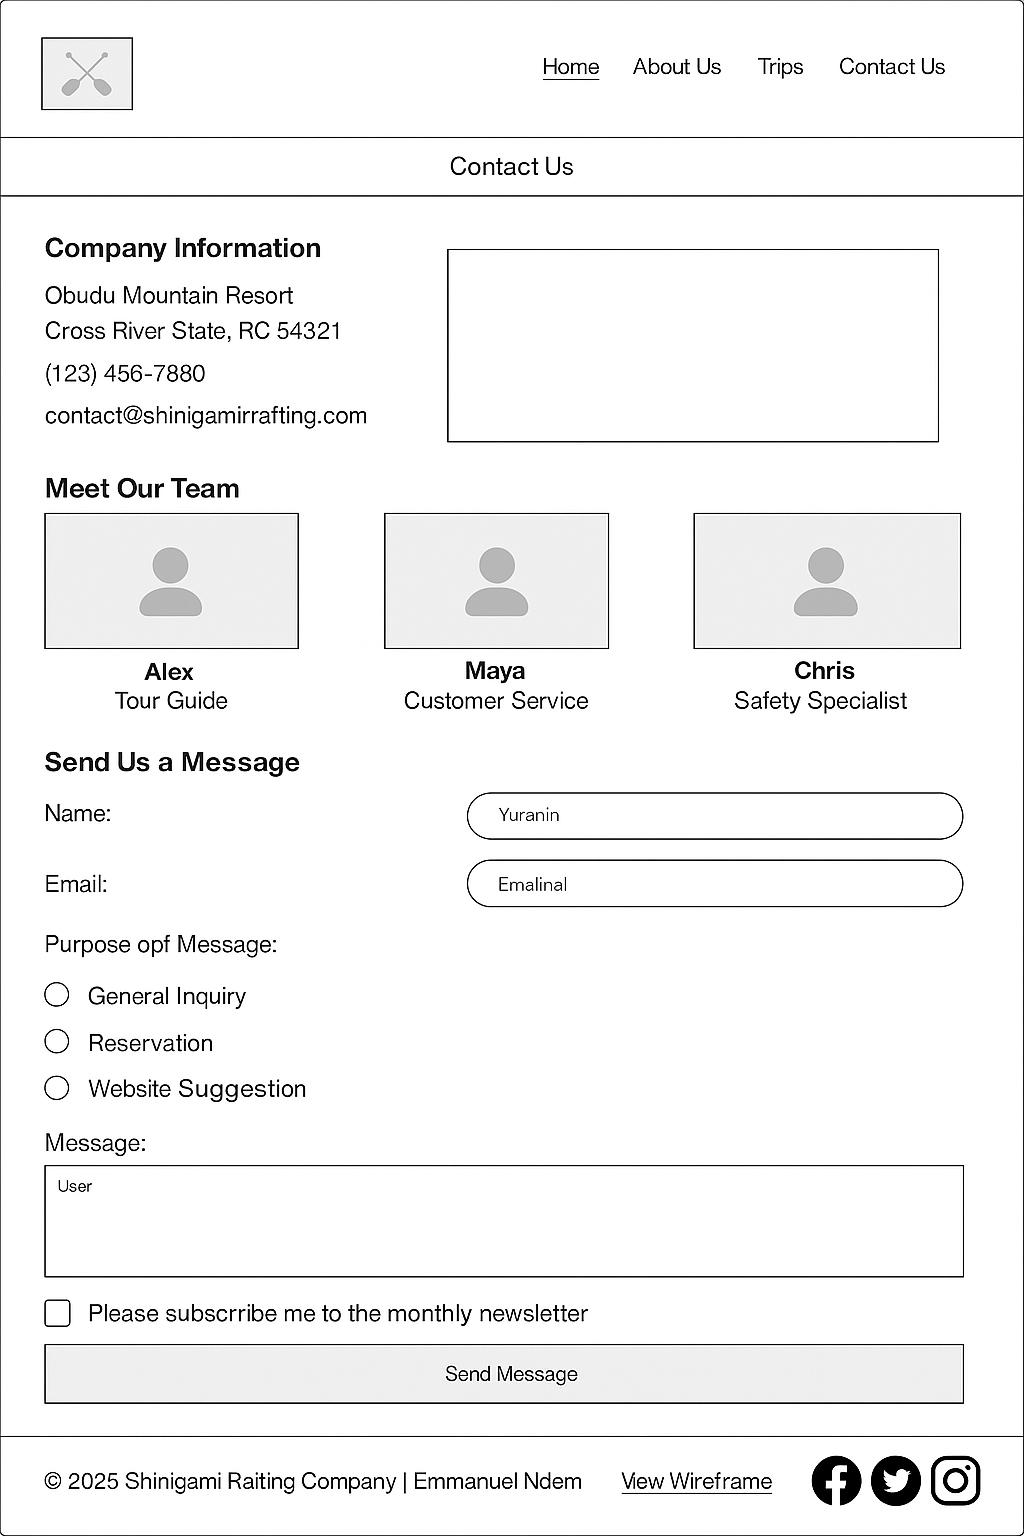 Home About Us Trips Contact Us
Contact Us
Company Information
Obudu Mountain Resort
Cross River State, RC 54321
(123) 456-7880
contact@shinigamirrafting.com
Meet Our Team
Alex
Tour Guide
Maya
Customer Service
Chris
Safety Specialist
Send Us a Message
Name:
Yuranin
Email:
Emalinal
Purpose opf Message:
General Inquiry
Reservation
Website Suggestion
Message:
User
Please subscrribe me to the monthly newsletter
Send Message
© 2025 Shinigami Raiting Company | Emmanuel Ndem View Wireframe